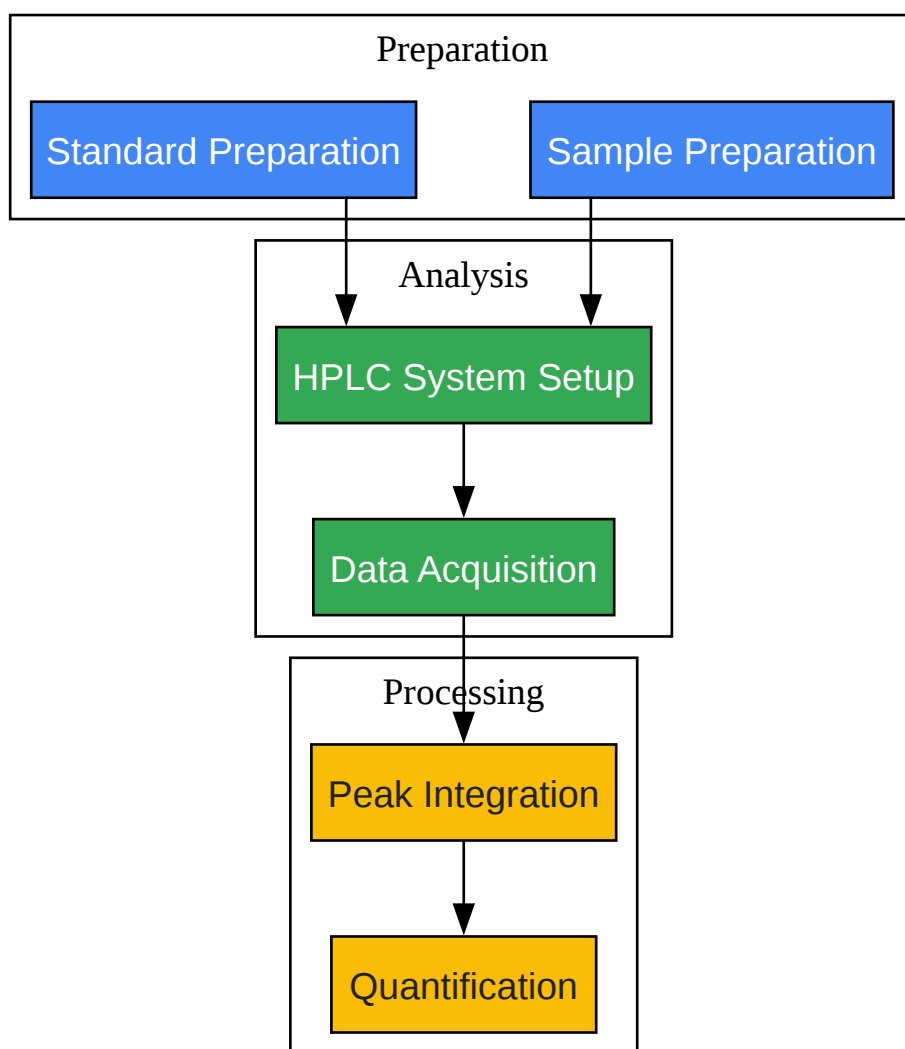 Preparation
Standard Preparation
Sample Preparation
Analysis
HPLC System Setup
Data Acquisition
Processing
Peak Integration
Quantification